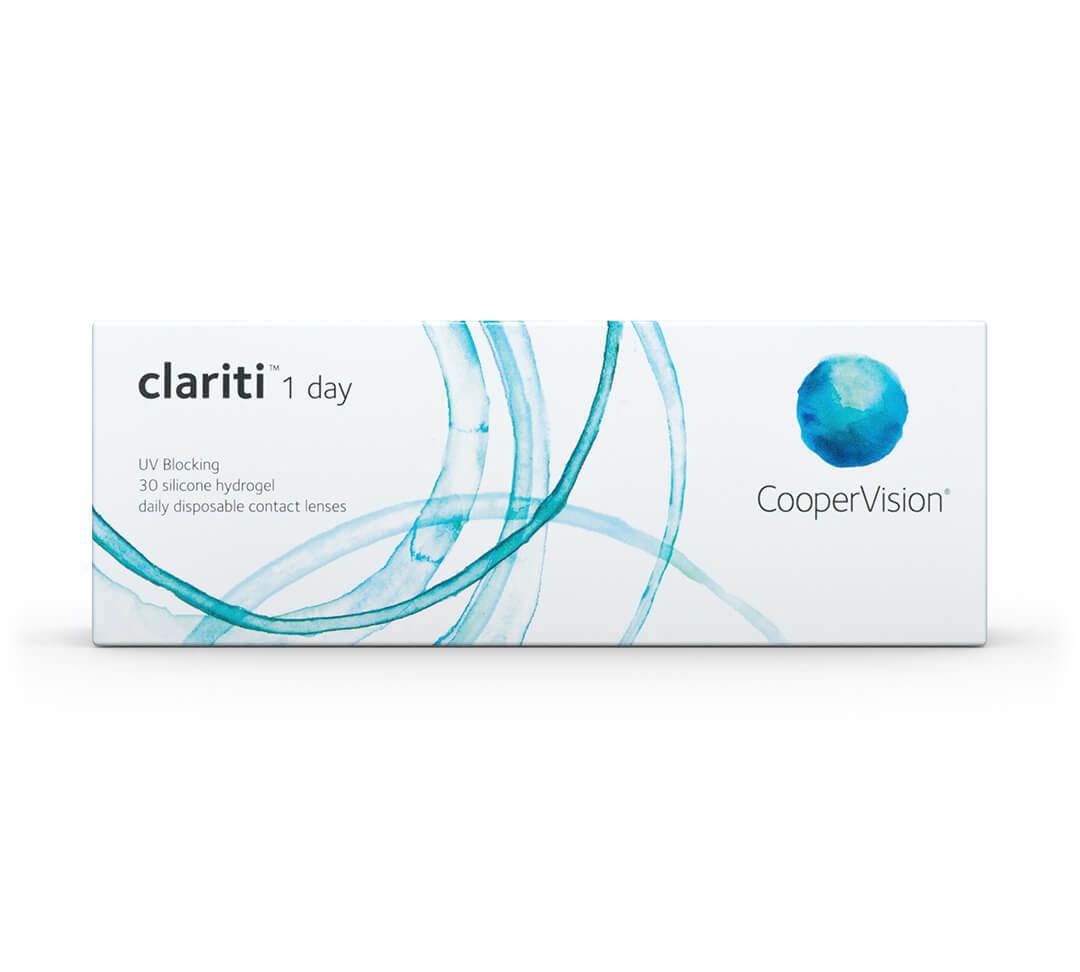 clariti™ 1 day
UV Blocking
30 silicone hydrogel
daily disposable contact lenses
CooperVision®